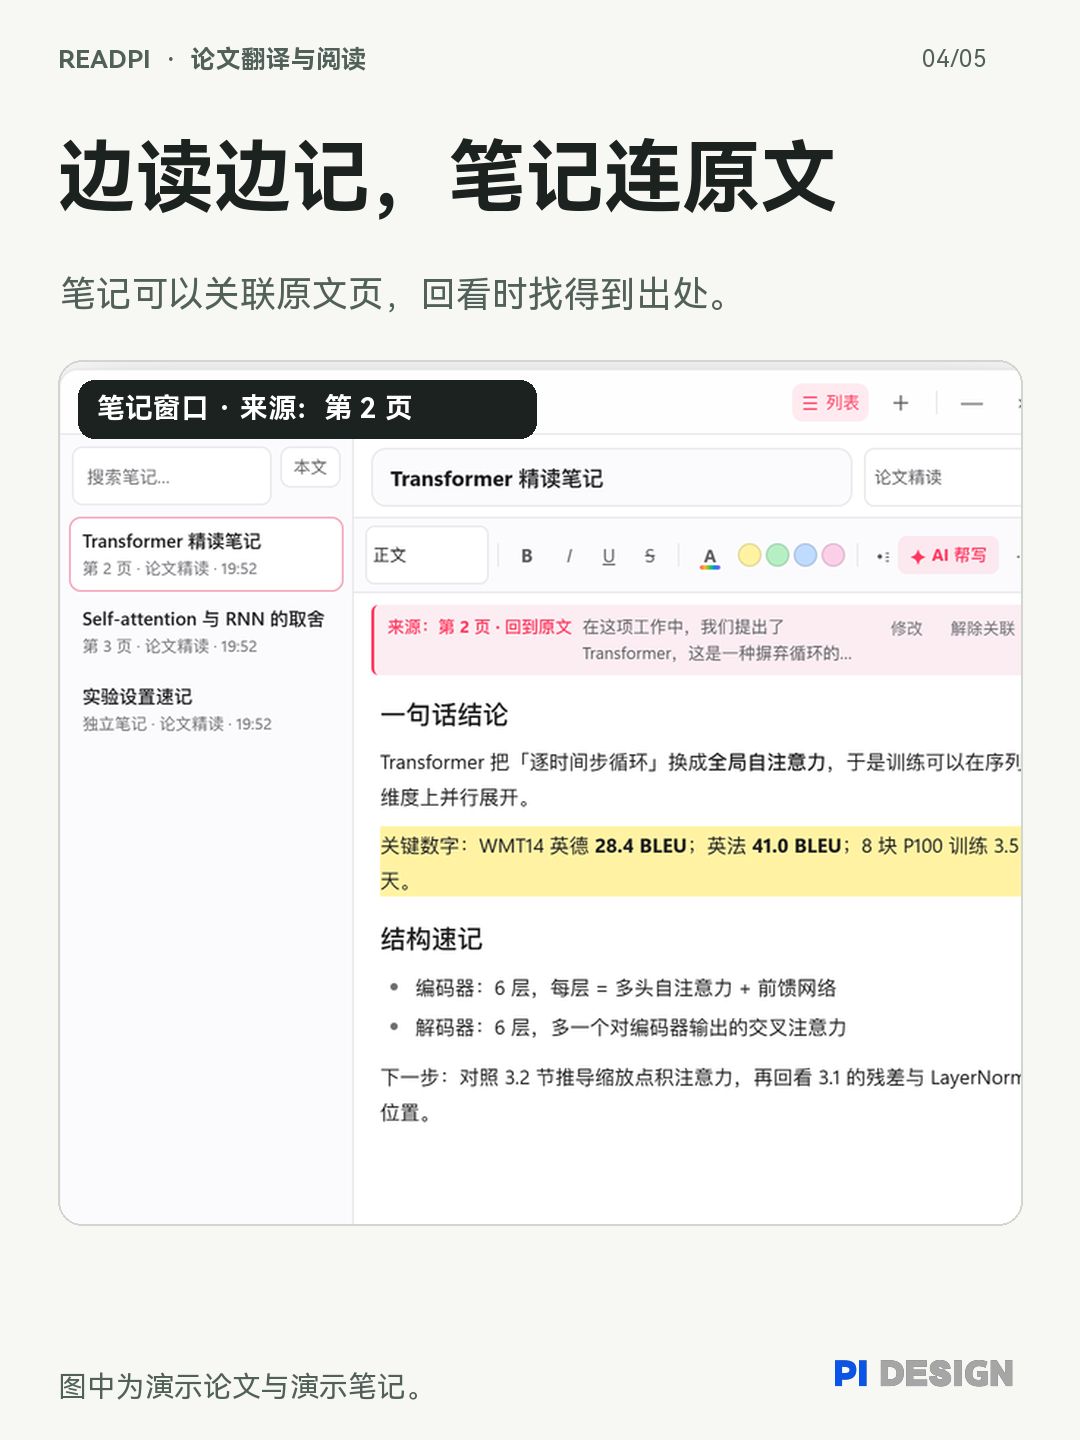 READPI · 论文翻译与阅读
04/05
边读边记，笔记连原文
笔记可以关联原文页，回看时找得到出处。
笔记窗口 · 来源：第 2 页
列表
搜索笔记...
本文
Transformer 精读笔记
论文精读
Transformer 精读笔记
第 2 页 · 论文精读 · 19:52
Self-attention 与 RNN 的取舍
第 3 页 · 论文精读 · 19:52
实验设置速记
独立笔记 · 论文精读 · 19:52
正文
B I U S A
AI 帮写
来源：第 2 页 · 回到原文 在这项工作中，我们提出了
Transformer，这是一种摒弃循环的...
修改 解除关联
一句话结论
Transformer 把「逐时间步循环」换成全局自注意力，于是训练可以在序列
维度上并行展开。
关键数字：WMT14 英德 28.4 BLEU；英法 41.0 BLEU；8 块 P100 训练 3.5
天。
结构速记
• 编码器：6 层，每层 = 多头自注意力 + 前馈网络
• 解码器：6 层，多一个对编码器输出的交叉注意力
下一步：对照 3.2 节推导缩放点积注意力，再回看 3.1 的残差与 LayerNorm
位置。
图中为演示论文与演示笔记。
PI DESIGN